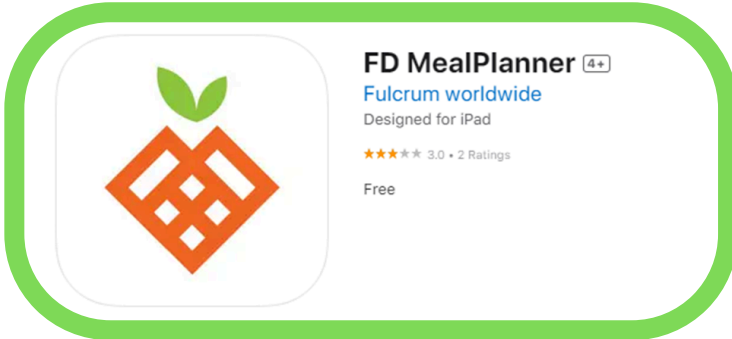 FD MealPlanner 4+
Fulcrum worldwide
Designed for iPad
★★★★★ 3.0 • 2 Ratings
Free